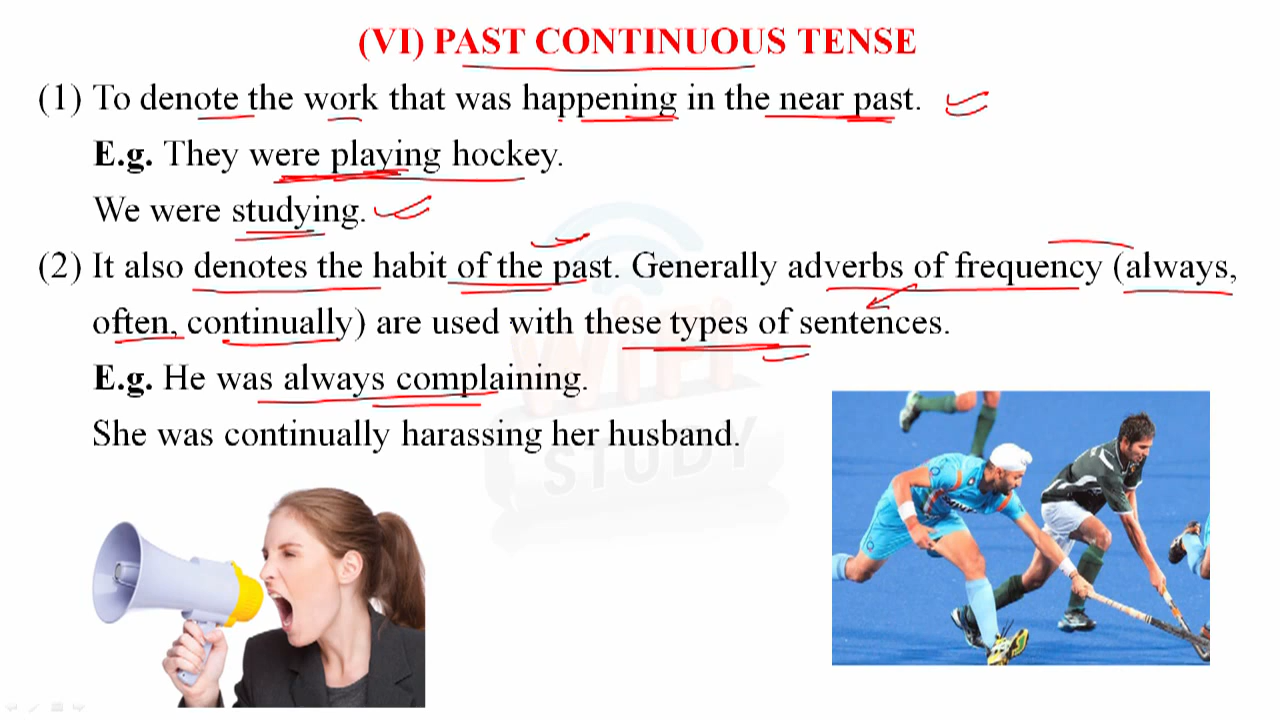 (VI) PAST CONTINUOUS TENSE
(1) To denote the work that was happening in the near past.
E.g. They were playing hockey.
We were studying.
(2) It also denotes the habit of the past. Generally adverbs of frequency (always,
often, continually) are used with these types of sentences.
E.g. He was always complaining.
She was continually harassing her husband.
WiFi
STUDY